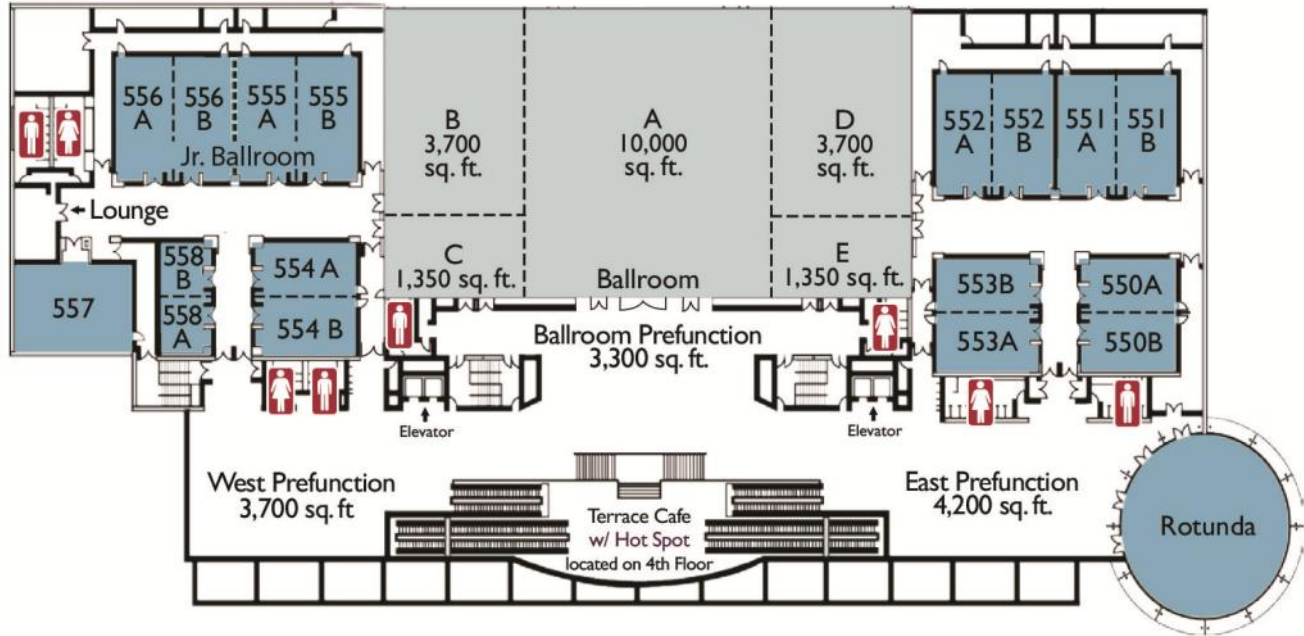 556
A
556
B
555
A
555
B
Jr. Ballroom
B
3,700
sq. ft.
A
10,000
sq. ft.
D
3,700
sq. ft.
552
A
552
B
551
A
551
B
Lounge
558
B
558
A
557
554 A
554 B
C
1,350 sq. ft.
Ballroom
E
1,350 sq. ft.
553B
553A
550A
550B
Ballroom Prefunction
3,300 sq. ft.
Elevator
Elevator
West Prefunction
3,700 sq. ft
East Prefunction
4,200 sq. ft.
Terrace Cafe
w/ Hot Spot
located on 4th Floor
Rotunda